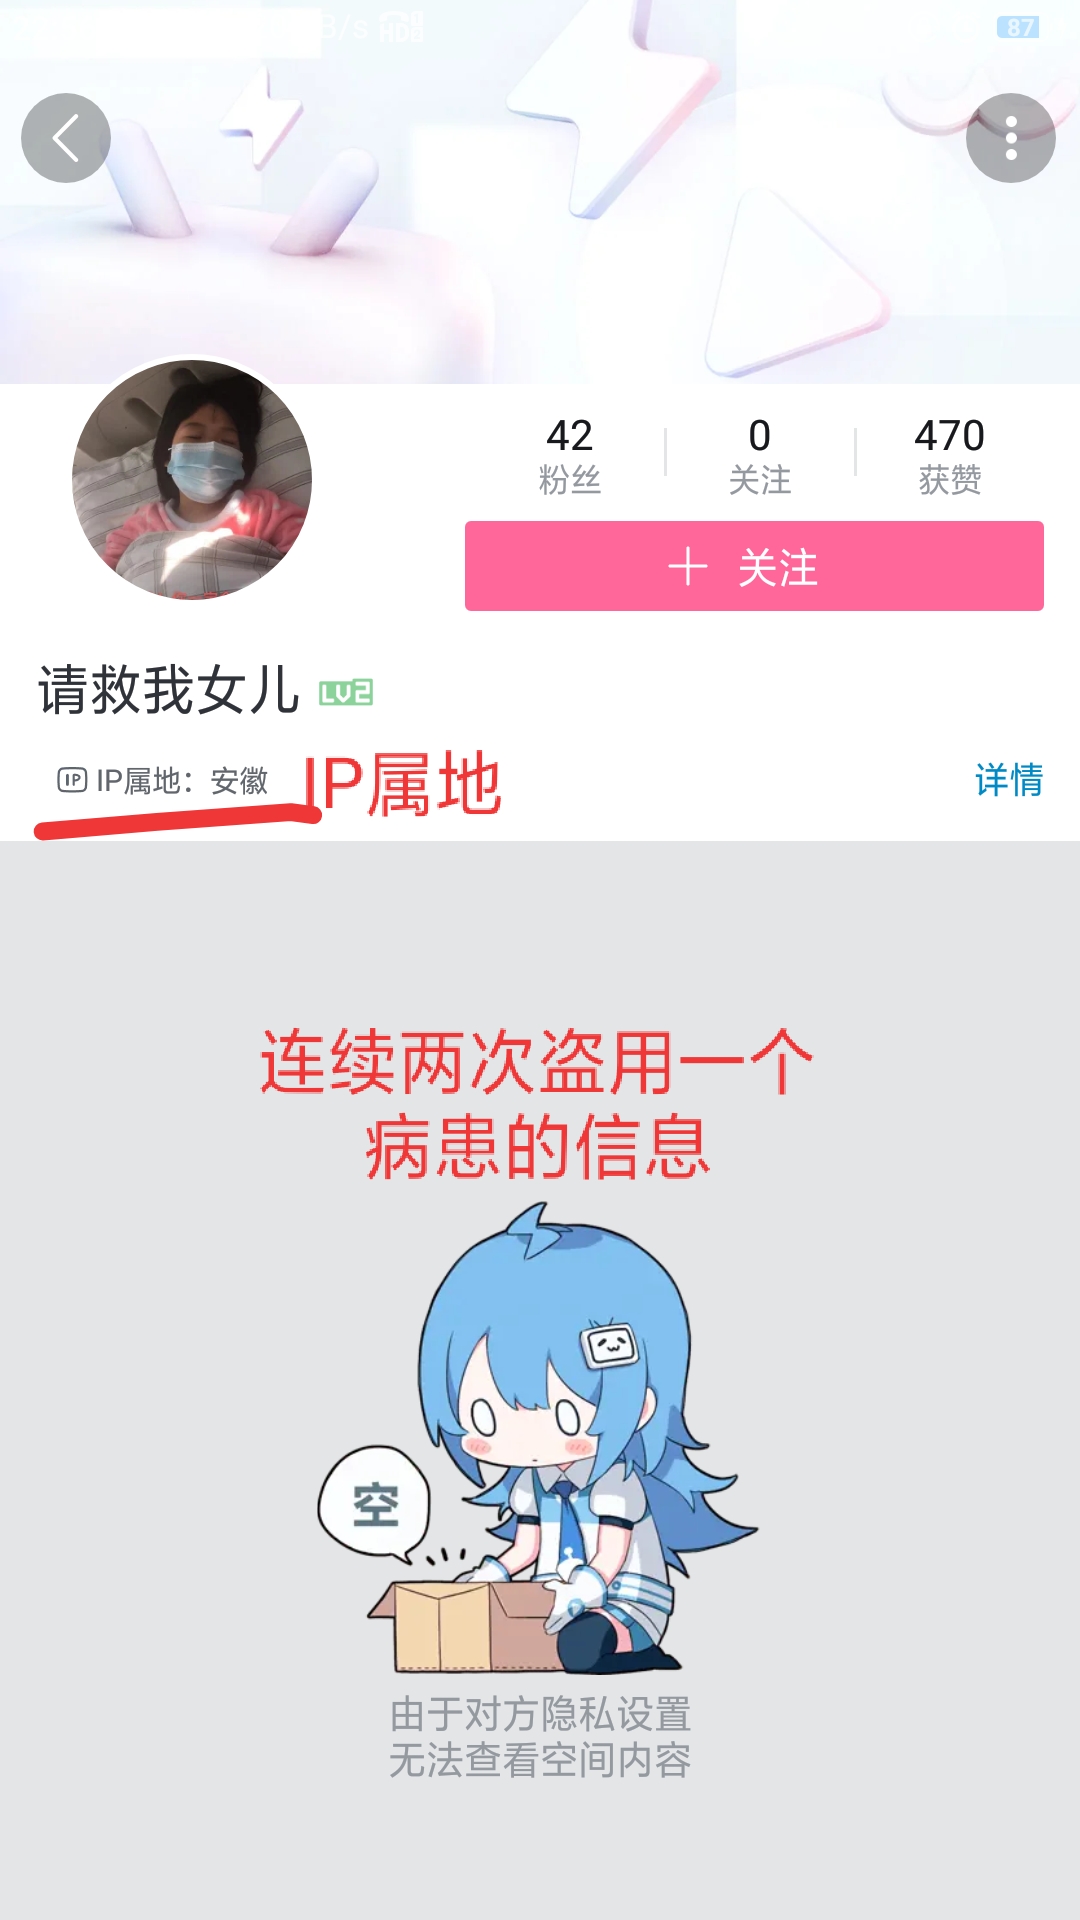 B/s HD
87
42 0 470
粉丝 关注 获赞
+ 关注
请救我女儿 LV2
IP IP属地：安徽 IP属地 详情
连续两次盗用一个
病患的信息
空
由于对方隐私设置
无法查看空间内容